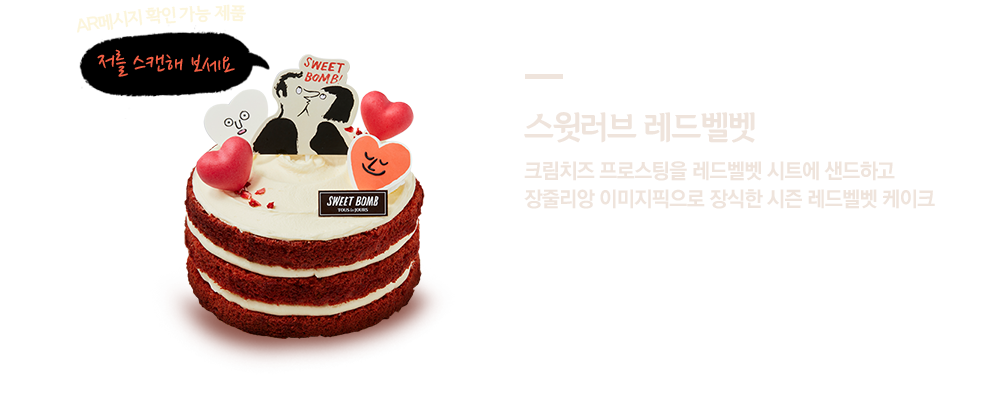 AR메시지 확인 가능 제품
저를 스캔해 보세요
SWEET
BOMB!
SWEET BOMB
TOUS les JOURS
스윗러브 레드벨벳
크림치즈 프로스팅을 레드벨벳 시트에 샌드하고
장줄리앙 이미지픽으로 장식한 시즌 레드벨벳 케이크